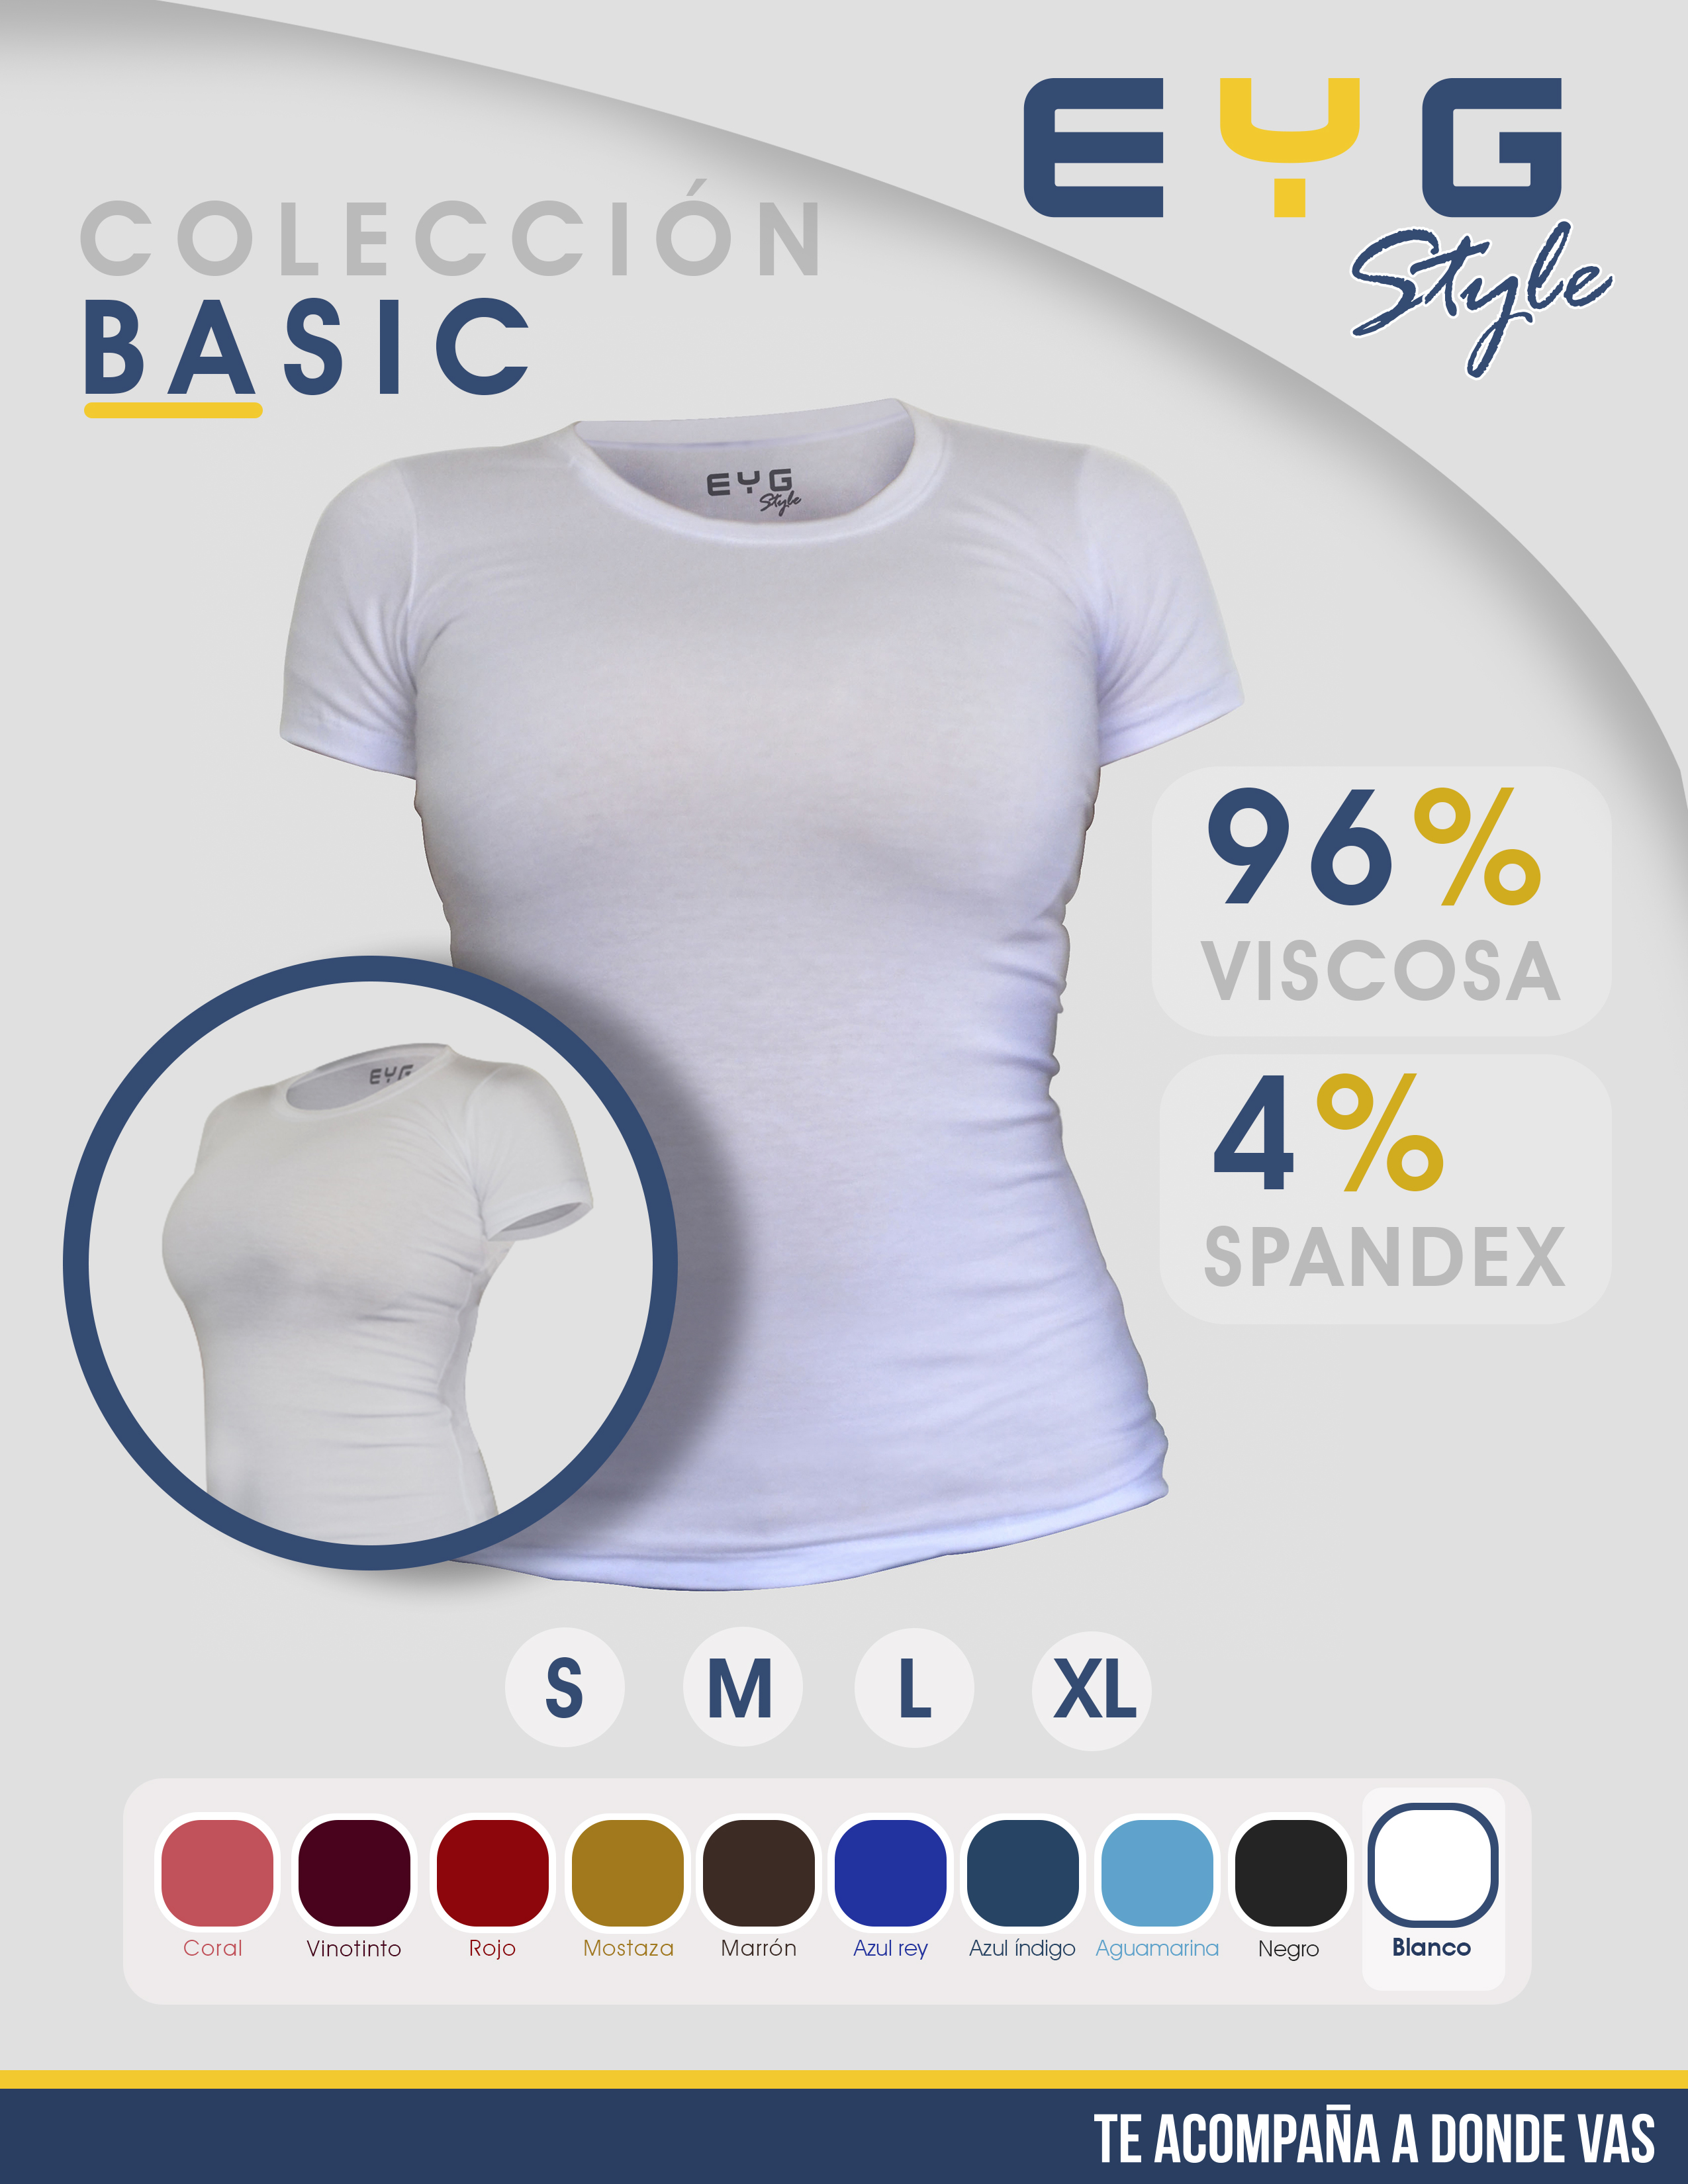 EYG
Style
COLECCIÓN
BASIC
EYG
Style
96%
VISCOSA
EYG
4%
SPANDEX
S M L XL
Coral Vinotinto Rojo Mostaza Marrón Azul rey Azul índigo Aguamarina Negro Blanco
TE ACOMPAÑA A DONDE VAS